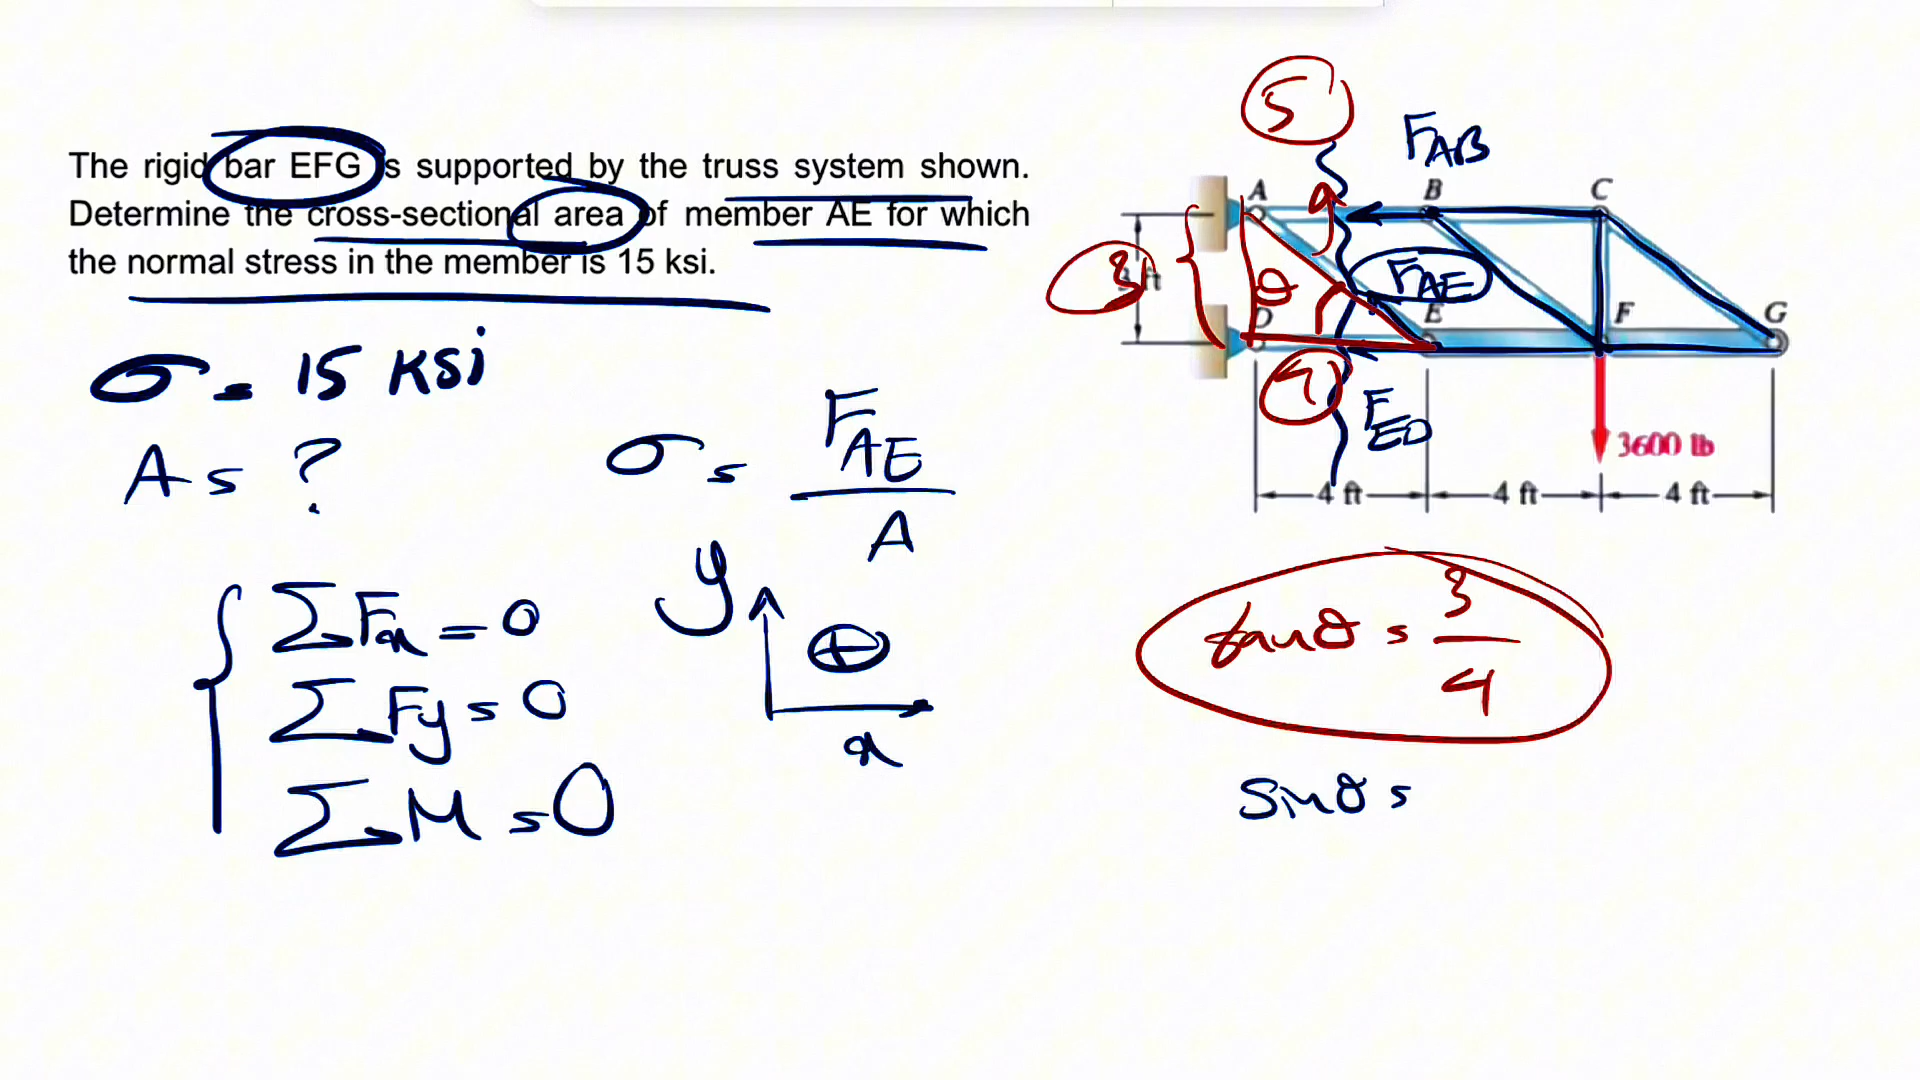 The rigid bar EFG is supported by the truss system shown.
Determine the cross-sectional area of member AE for which
the normal stress in the member is 15 ksi.
σ = 15 ksi
A = ?
σ = F_AE / A
ΣFx = 0
ΣFy = 0
ΣM = 0
y
+
x
5
F_AB
A B C
3 ft
3
θ
F_AE
D E F G
4
F_ED
3600 lb
4 ft 4 ft 4 ft
tanθ = 3/4
sinθ =